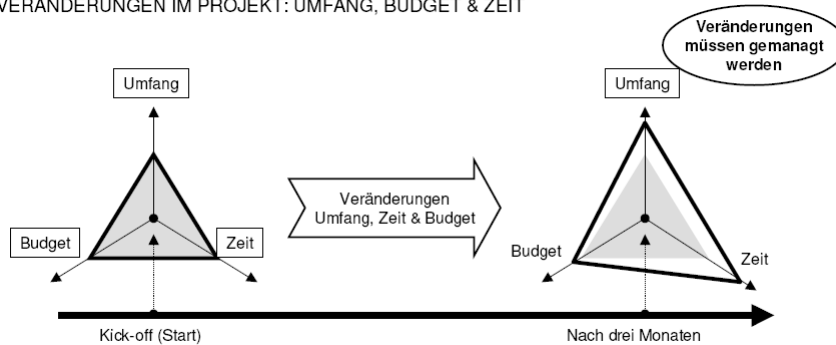 VERÄNDERUNGEN IM PROJEKT: UMFANG, BUDGET & ZEIT
Veränderungen
müssen gemanagt
werden
Umfang
Umfang
Veränderungen
Umfang, Zeit & Budget
Budget
Zeit
Budget
Zeit
Kick-off (Start)
Nach drei Monaten